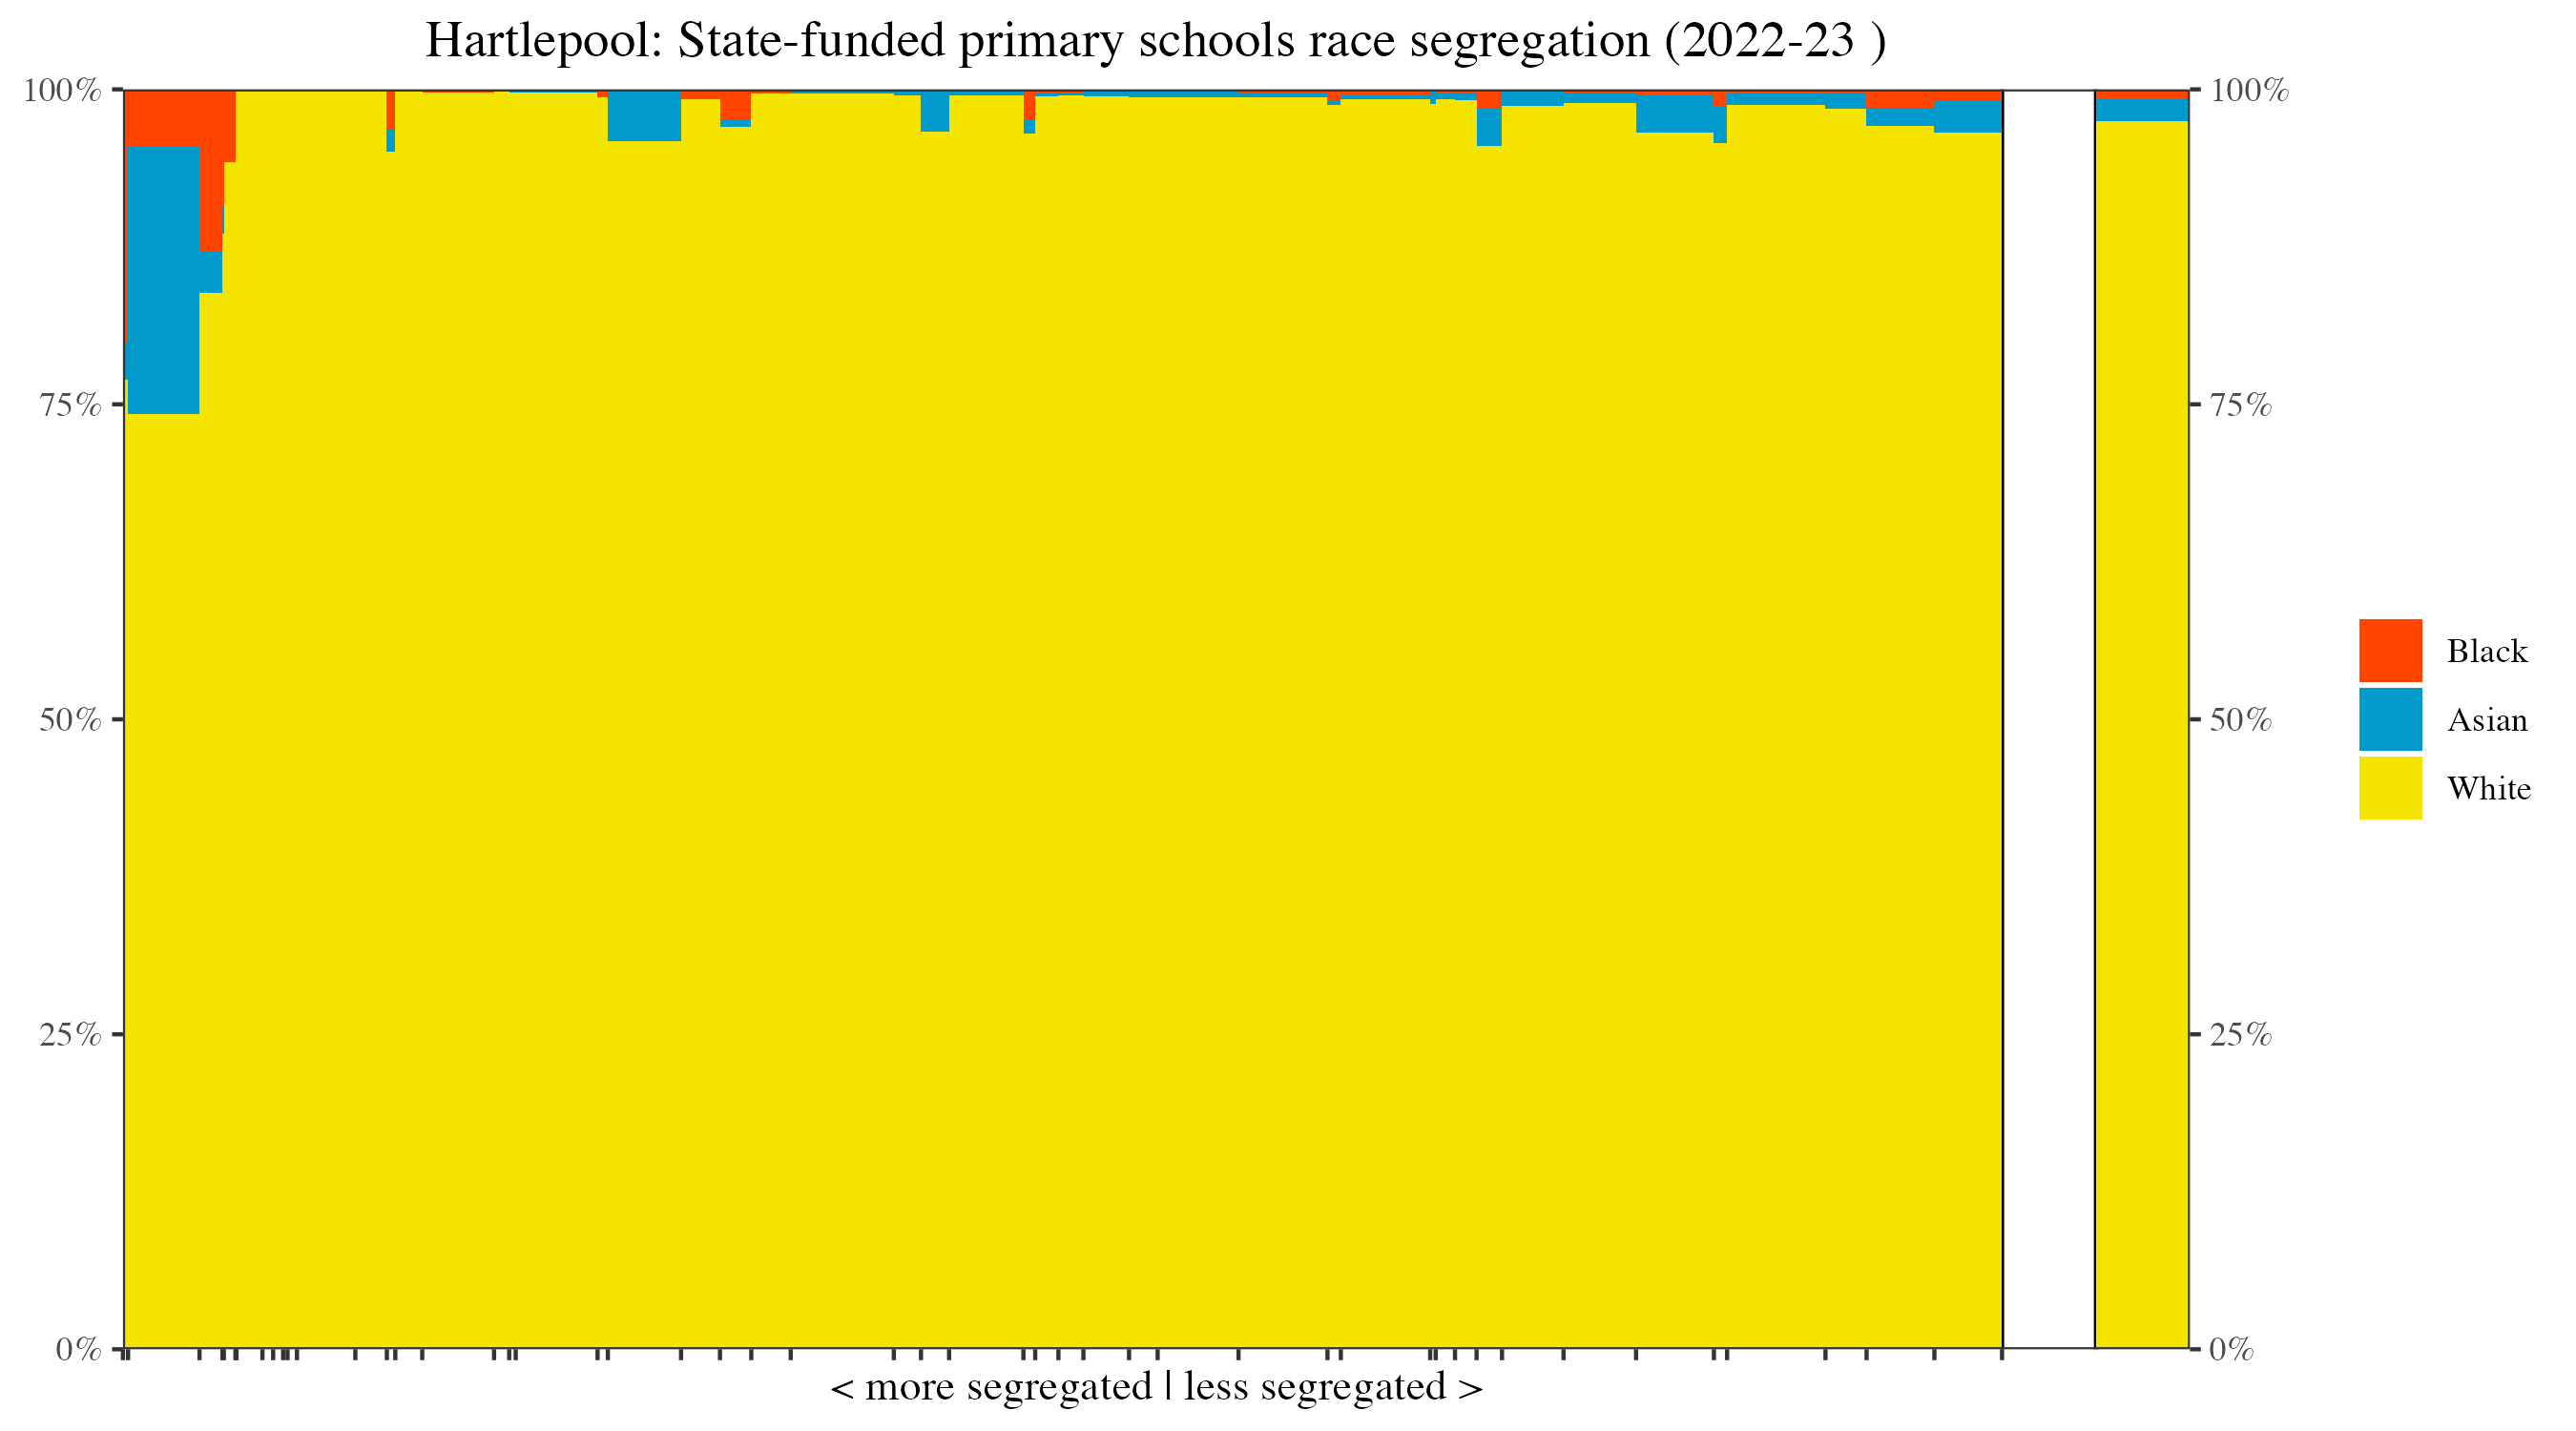 Hartlepool: State-funded primary schools race segregation (2022-23 )
100%
75%
50%
25%
0%
100%
75%
50%
25%
0%
Black
Asian
White
< more segregated | less segregated >